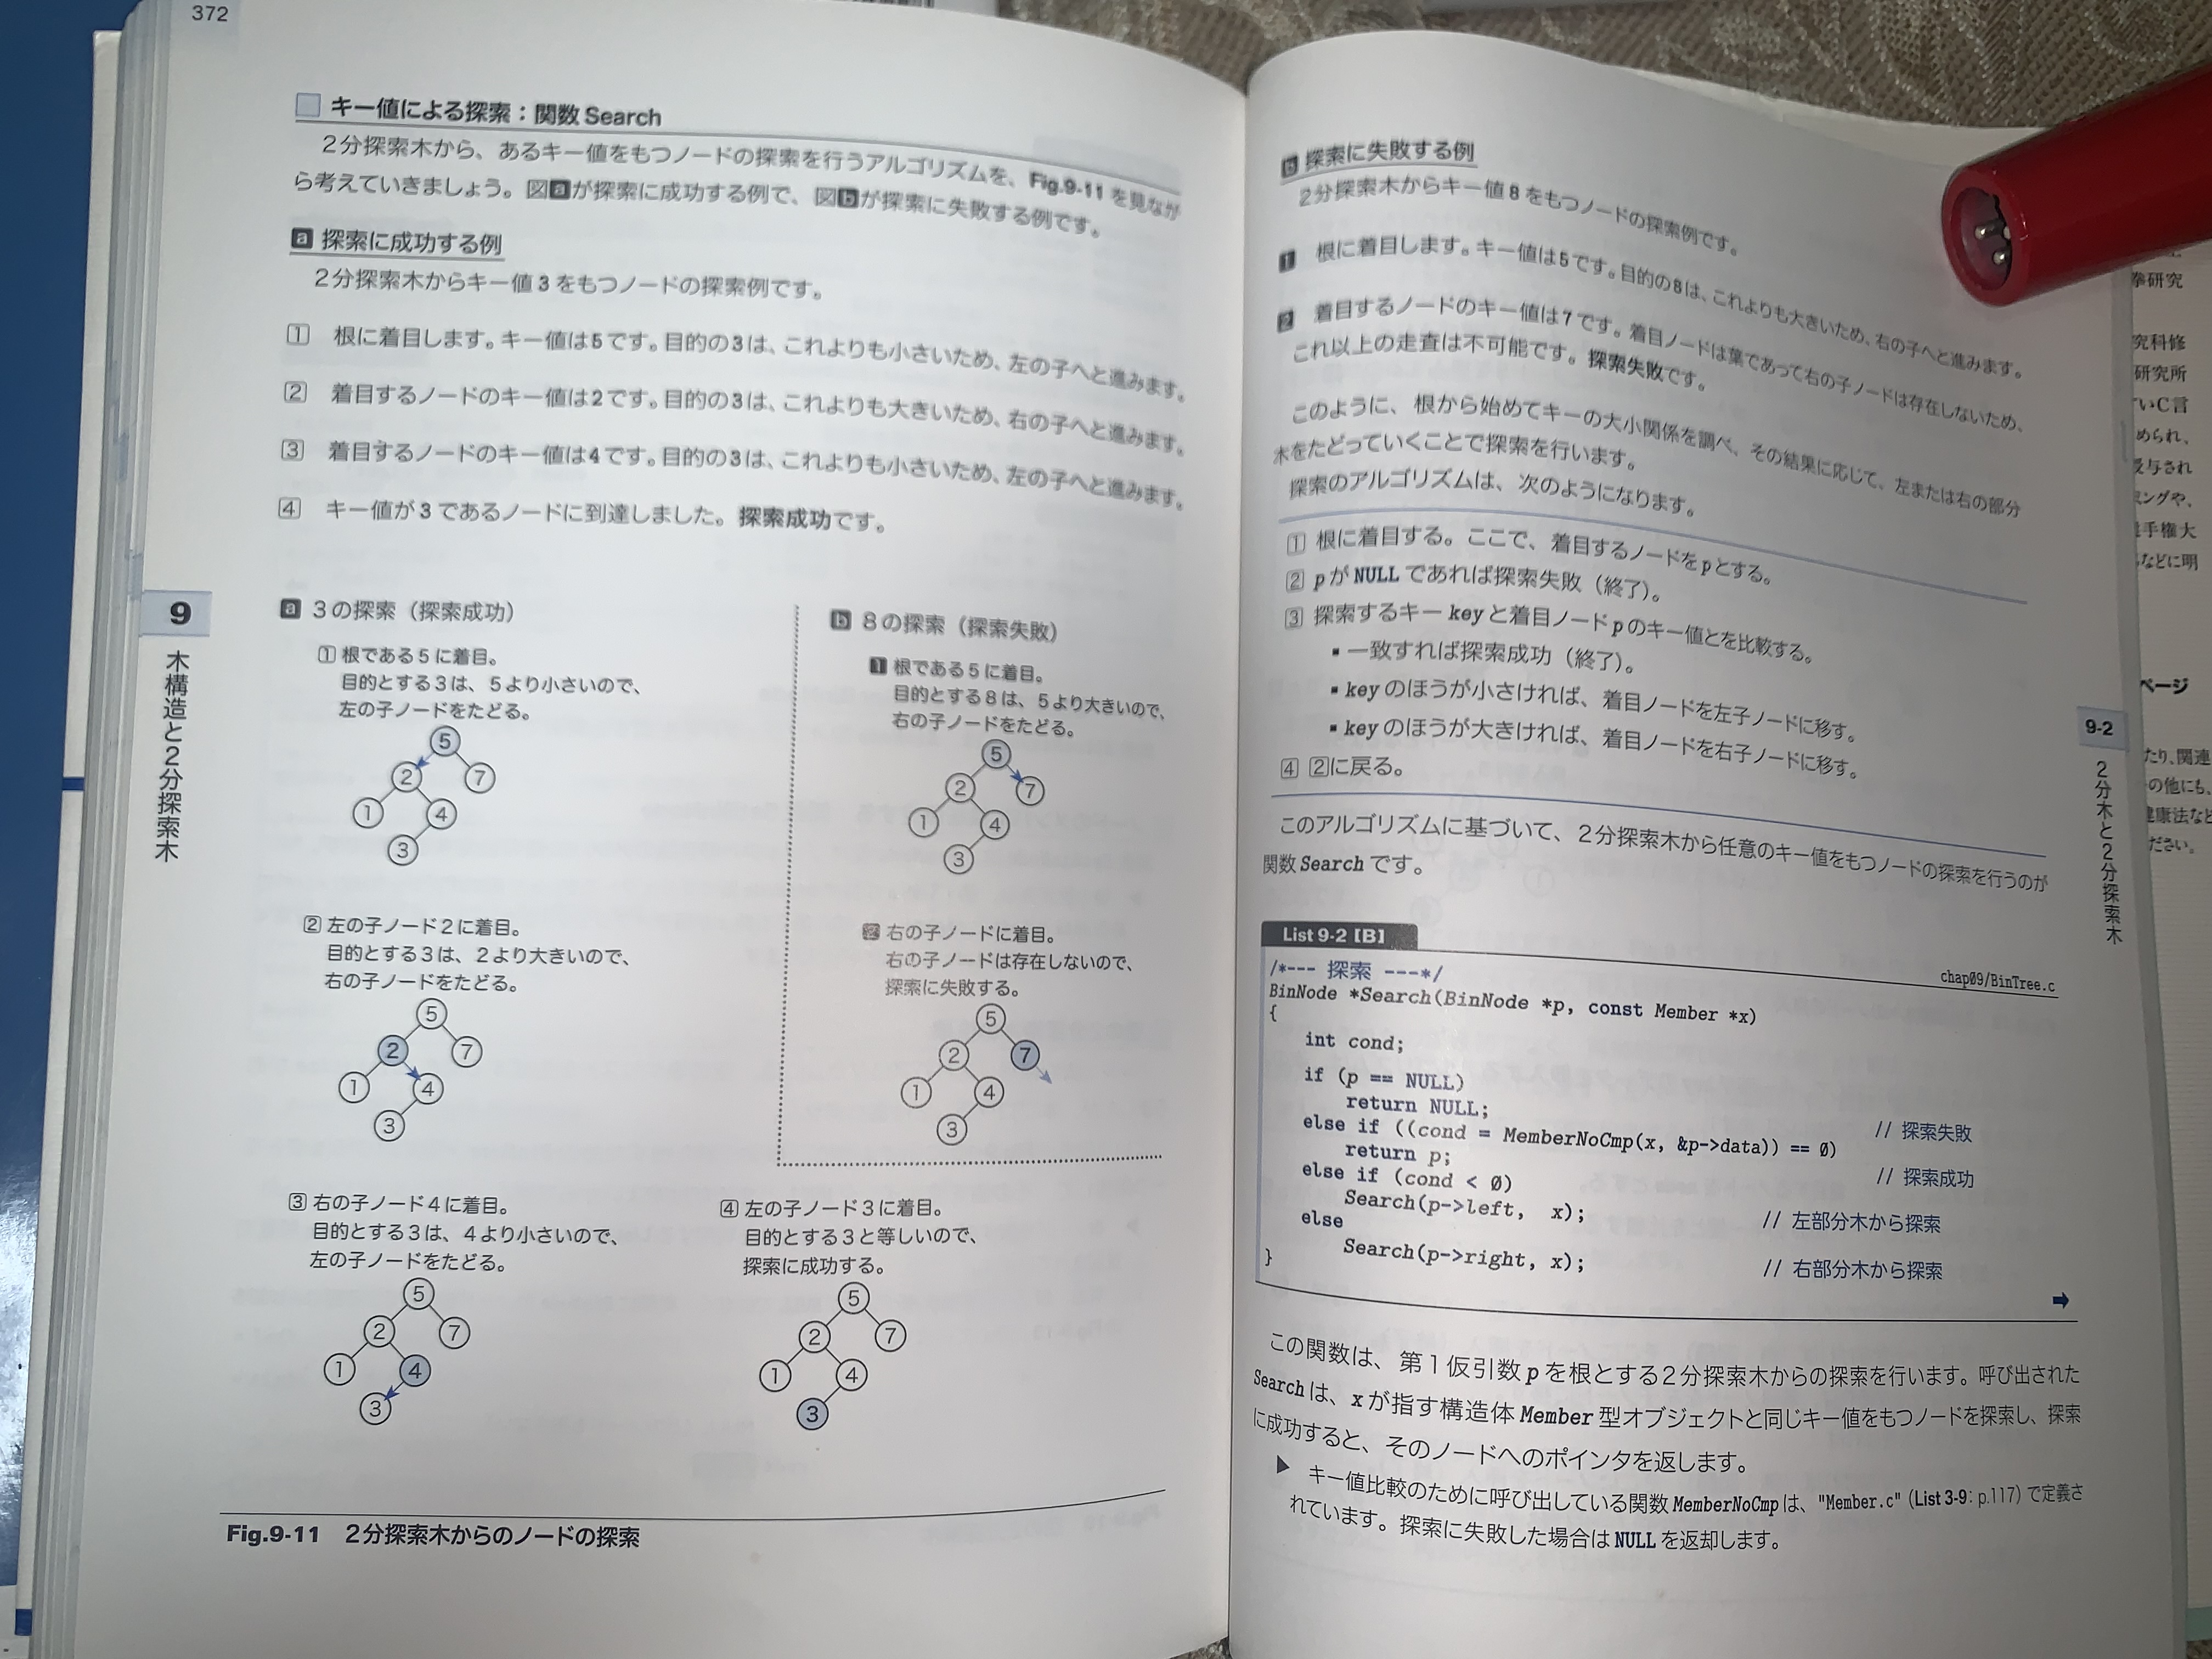 372
キー値による探索：関数 Search
2分探索木から、あるキー値をもつノードの探索を行うアルゴリズムを、Fig.9-11 を見なが
ら考えていきましょう。図aが探索に成功する例で、図bが探索に失敗する例です。
a 探索に成功する例
2分探索木からキー値 3 をもつノードの探索例です。
1 根に着目します。キー値は5です。目的の3は、これよりも小さいため、左の子へと進みます。
2 着目するノードのキー値は2です。目的の3は、これよりも大きいため、右の子へと進みます。
3 着目するノードのキー値は4です。目的の3は、これよりも小さいため、左の子へと進みます。
4 キー値が 3 であるノードに到達しました。探索成功です。
9
木構造と2分探索木
a 3の探索（探索成功）
1 根である5に着目。
目的とする3は、5より小さいので、
左の子ノードをたどる。
5
2 7
1 4
3
2 左の子ノード2に着目。
目的とする3は、2より大きいので、
右の子ノードをたどる。
5
2 7
1 4
3
3 右の子ノード4に着目。
目的とする3は、4より小さいので、
左の子ノードをたどる。
5
2 7
1 4
3
4 左の子ノード3に着目。
目的とする3と等しいので、
探索に成功する。
5
2 7
1 4
3
b 8の探索（探索失敗）
1 根である5に着目。
目的とする8は、5より大きいので、
右の子ノードをたどる。
5
2 7
1 4
3
2 右の子ノードに着目。
右の子ノードは存在しないので、
探索に失敗する。
5
2 7
1 4
3
Fig.9-11 2分探索木からのノードの探索
b 探索に失敗する例
2分探索木からキー値 8 をもつノードの探索例です。
1 根に着目します。キー値は5です。目的の8は、これよりも大きいため、右の子へと進みます。
2 着目するノードのキー値は7です。着目ノードは葉であって右の子ノードは存在しないため、
これ以上の走査は不可能です。探索失敗です。
このように、根から始めてキーの大小関係を調べ、その結果に応じて、左または右の部分
木をたどっていくことで探索を行います。
探索のアルゴリズムは、次のようになります。
1 根に着目する。ここで、着目するノードをpとする。
2 pが NULL であれば探索失敗（終了）。
3 探索するキー key と着目ノード p のキー値とを比較する。
▪ 一致すれば探索成功（終了）。
▪ key のほうが小さければ、着目ノードを左子ノードに移す。
▪ key のほうが大きければ、着目ノードを右子ノードに移す。
4 2に戻る。
このアルゴリズムに基づいて、2分探索木から任意のキー値をもつノードの探索を行うのが
関数 Search です。
9-2
2分木と2分探索木
List 9-2 [B]
chap09/BinTree.c
/*--- 探索 ---*/
BinNode *Search(BinNode *p, const Member *x)
{
int cond;
if (p == NULL)
return NULL; // 探索失敗
else if ((cond = MemberNoCmp(x, &p->data)) == 0)
return p; // 探索成功
else if (cond < 0)
Search(p->left, x); // 左部分木から探索
else
Search(p->right, x); // 右部分木から探索
}
この関数は、第1仮引数 p を根とする2分探索木からの探索を行います。呼び出された
Search は、x が指す構造体 Member 型オブジェクトと同じキー値をもつノードを探索し、探索
に成功すると、そのノードへのポインタを返します。
▶ キー値比較のために呼び出している関数 MemberNoCmp は、"Member.c" (List 3-9 : p.117) で定義さ
れています。探索に失敗した場合は NULL を返却します。
拳研究
究科修
研究所
いC言
められ、
授与され
ミングや、
手権大
などに明
ページ
たり、関連
の他にも、
健康法など
ださい。